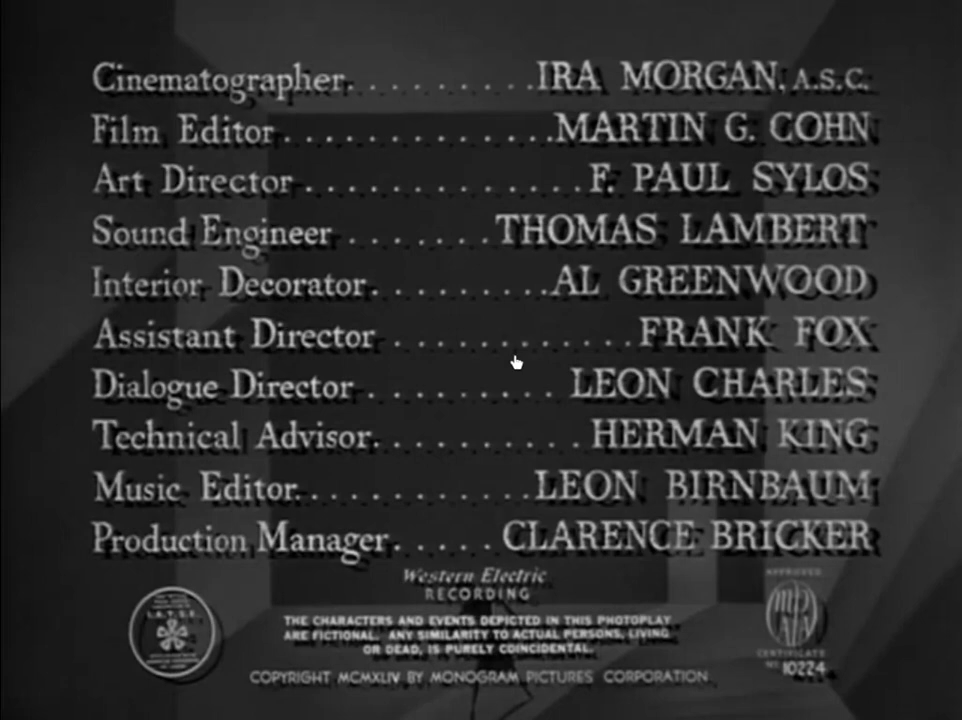 Cinematographer. . . . . . . . . . IRA MORGAN, A.S.C.
Film Editor . . . . . . . . . . . . . . . MARTIN G. COHN
Art Director . . . . . . . . . . . . . . . F. PAUL SYLOS
Sound Engineer . . . . . . . THOMAS LAMBERT
Interior Decorator. . . . . . . . . . AL GREENWOOD
Assistant Director . . . . . . . . . . . . . FRANK FOX
Dialogue Director . . . . . . . . . . LEON CHARLES
Technical Advisor. . . . . . . . . . . HERMAN KING
Music Editor. . . . . . . . . . . . . LEON BIRNBAUM
Production Manager. . . . . CLARENCE BRICKER
Western Electric
RECORDING
APPROVED
I.A.T.S.E.
THE CHARACTERS AND EVENTS DEPICTED IN THIS PHOTOPLAY
ARE FICTIONAL. ANY SIMILARITY TO ACTUAL PERSONS, LIVING
OR DEAD, IS PURELY COINCIDENTAL.
CERTIFICATE
No 10224
COPYRIGHT MCMXLIV BY MONOGRAM PICTURES CORPORATION